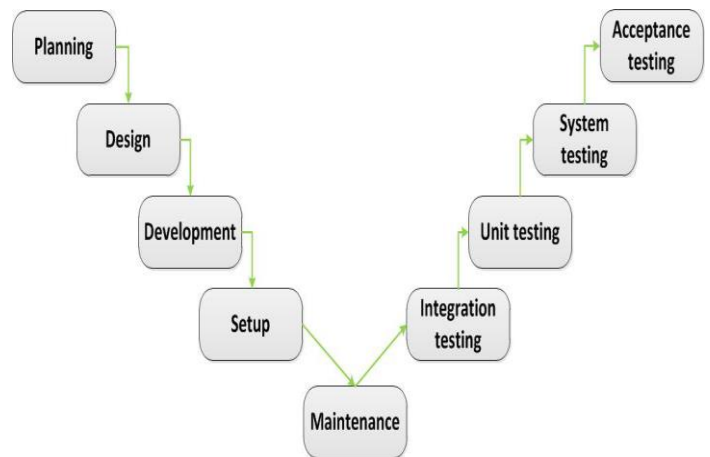 Planning
Design
Development
Setup
Maintenance
Integration
testing
Unit testing
System
testing
Acceptance
testing